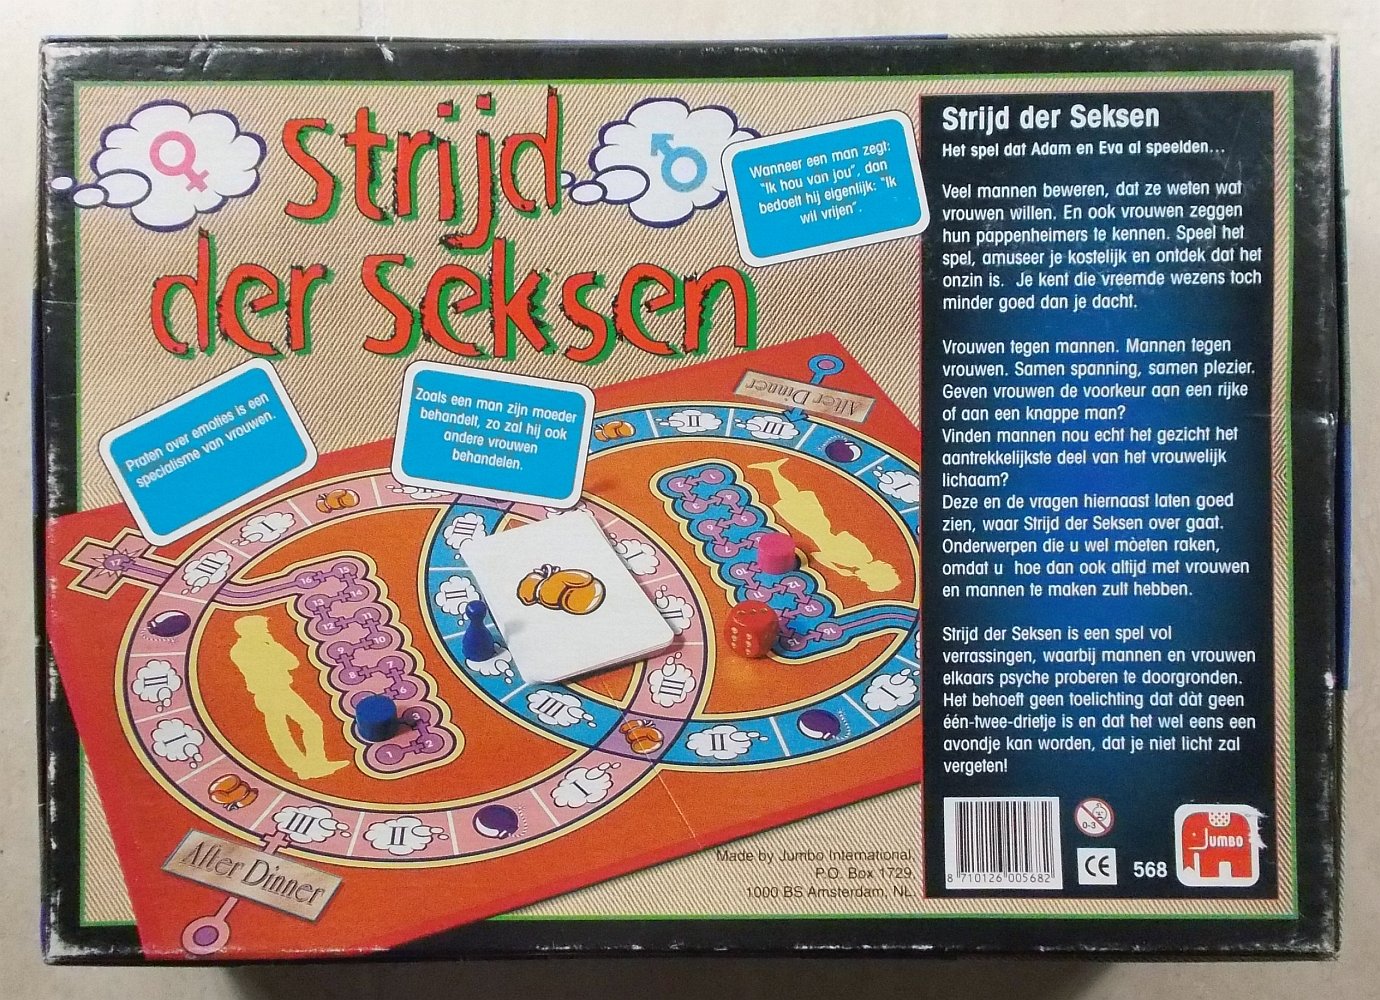 strijd
der seksen
Wanneer een man zegt:
"Ik hou van jou", dan
bedoelt hij eigenlijk: "Ik
wil vrijen".
Praten over emoties is een
specialisme van vrouwen.
Zoals een man zijn moeder
behandelt, zo zal hij ook
andere vrouwen
behandelen.
After Dinner
After Dinner
Made by Jumbo International,
P.O. Box 1729,
1000 BS Amsterdam, NL.
Strijd der Seksen
Het spel dat Adam en Eva al speelden...
Veel mannen beweren, dat ze weten wat
vrouwen willen. En ook vrouwen zeggen
hun pappenheimers te kennen. Speel het
spel, amuseer je kostelijk en ontdek dat het
onzin is. Je kent die vreemde wezens toch
minder goed dan je dacht.
Vrouwen tegen mannen. Mannen tegen
vrouwen. Samen spanning, samen plezier.
Geven vrouwen de voorkeur aan een rijke
of aan een knappe man?
Vinden mannen nou echt het gezicht het
aantrekkelijkste deel van het vrouwelijk
lichaam?
Deze en de vragen hiernaast laten goed
zien, waar Strijd der Seksen over gaat.
Onderwerpen die u wel mòeten raken,
omdat u hoe dan ook altijd met vrouwen
en mannen te maken zult hebben.
Strijd der Seksen is een spel vol
verrassingen, waarbij mannen en vrouwen
elkaars psyche proberen te doorgronden.
Het behoeft geen toelichting dat dàt geen
één-twee-drietje is en dat het wel eens een
avondje kan worden, dat je niet licht zal
vergeten!
8 710126 005682
0-3
CE
568
JUMBO